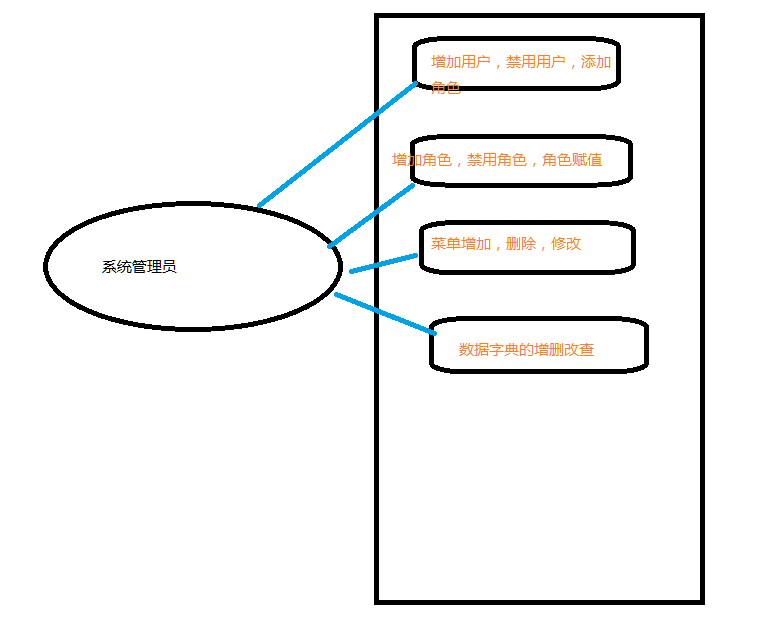 增加用户，禁用用户，添加
角色
增加角色，禁用角色，角色赋值
菜单增加，删除，修改
系统管理员
数据字典的增删改查